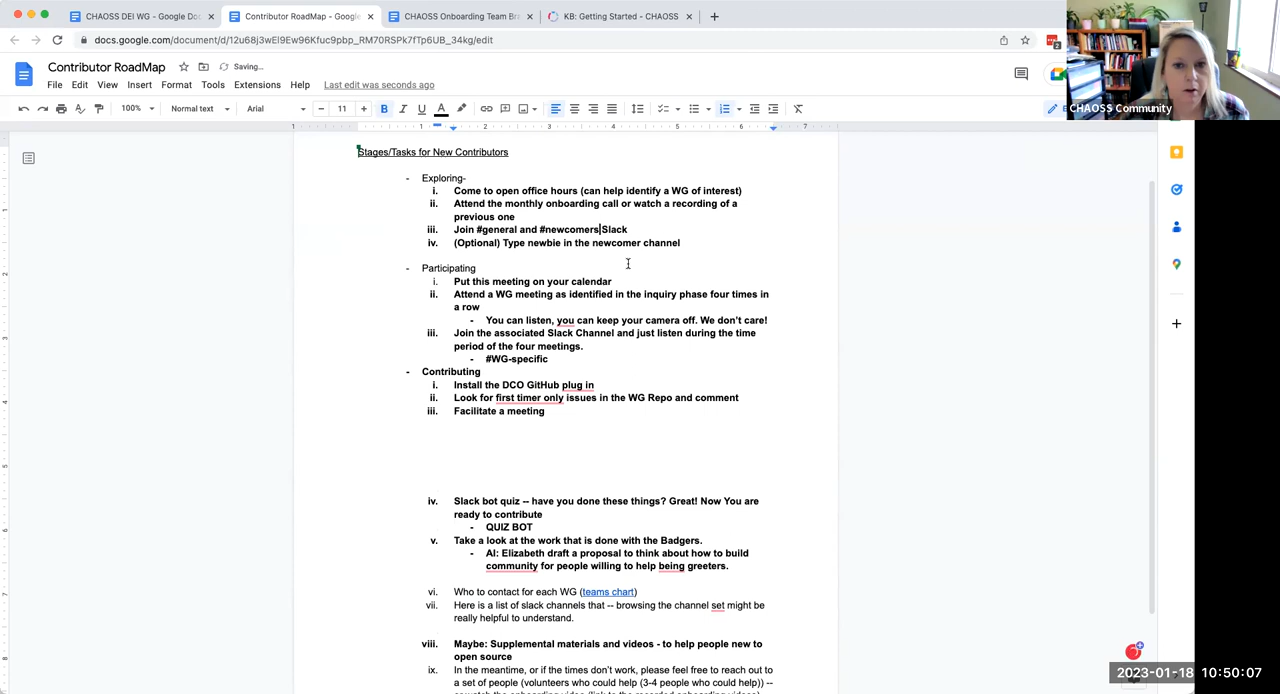 CHAOSS DEI WG - Google Doc
Contributor RoadMap - Google
CHAOSS Onboarding Team Br
KB: Getting Started - CHAOSS
docs.google.com/document/d/12u68j3wEl9Ew96Kfuc9pbp_RM70RSPk7fTp6UB_34kg/edit
2
Contributor RoadMap
Saving...
File Edit View Insert Format Tools Extensions Help Last edit was seconds ago
100% Normal text Arial 11 B I U A
CHAOSS Community
1 1 2 3 4 5 6 7
Stages/Tasks for New Contributors
- Exploring-
i. Come to open office hours (can help identify a WG of interest)
ii. Attend the monthly onboarding call or watch a recording of a
previous one
iii. Join #general and #newcomers Slack
iv. (Optional) Type newbie in the newcomer channel
- Participating
i. Put this meeting on your calendar
ii. Attend a WG meeting as identified in the inquiry phase four times in
a row
- You can listen, you can keep your camera off. We don't care!
iii. Join the associated Slack Channel and just listen during the time
period of the four meetings.
- #WG-specific
- Contributing
i. Install the DCO GitHub plug in
ii. Look for first timer only issues in the WG Repo and comment
iii. Facilitate a meeting
iv. Slack bot quiz -- have you done these things? Great! Now You are
ready to contribute
- QUIZ BOT
v. Take a look at the work that is done with the Badgers.
- AI: Elizabeth draft a proposal to think about how to build
community for people willing to help being greeters.
vi. Who to contact for each WG (teams chart)
vii. Here is a list of slack channels that -- browsing the channel set might be
really helpful to understand.
viii. Maybe: Supplemental materials and videos - to help people new to
open source
ix. In the meantime, or if the times don't work, please feel free to reach out to
a set of people (volunteers who could help (3-4 people who could help)) --
2023-01-18 10:50:07